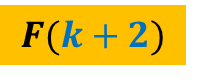 F(k + 2)